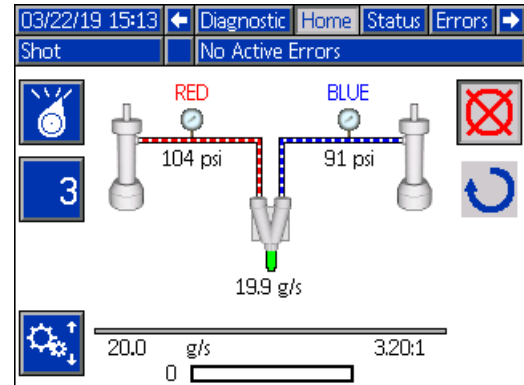 03/22/19 15:13 Diagnostic Home Status Errors
Shot No Active Errors
RED BLUE
104 psi 91 psi
3
19.9 g/s
20.0 g/s 3.20:1
0